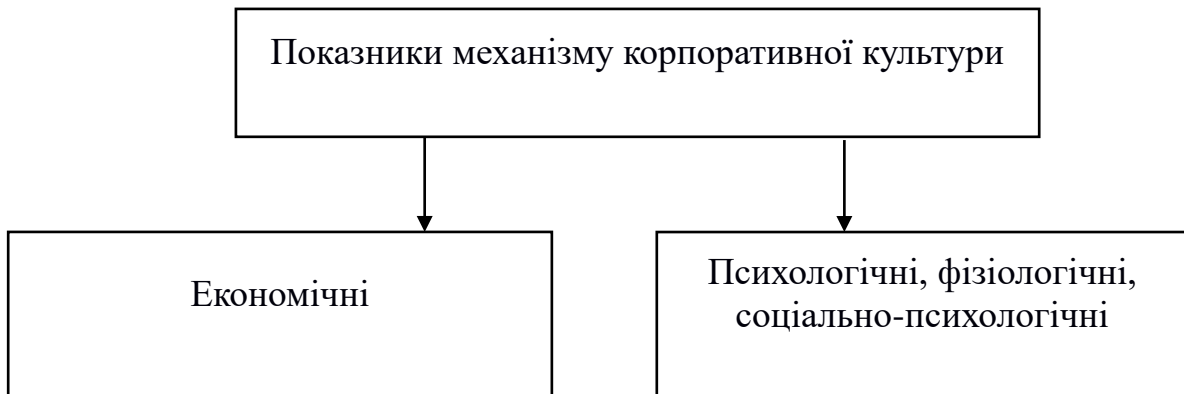 Показники механізму корпоративної культури
Економічні
Психологічні, фізіологічні,
соціально-психологічні